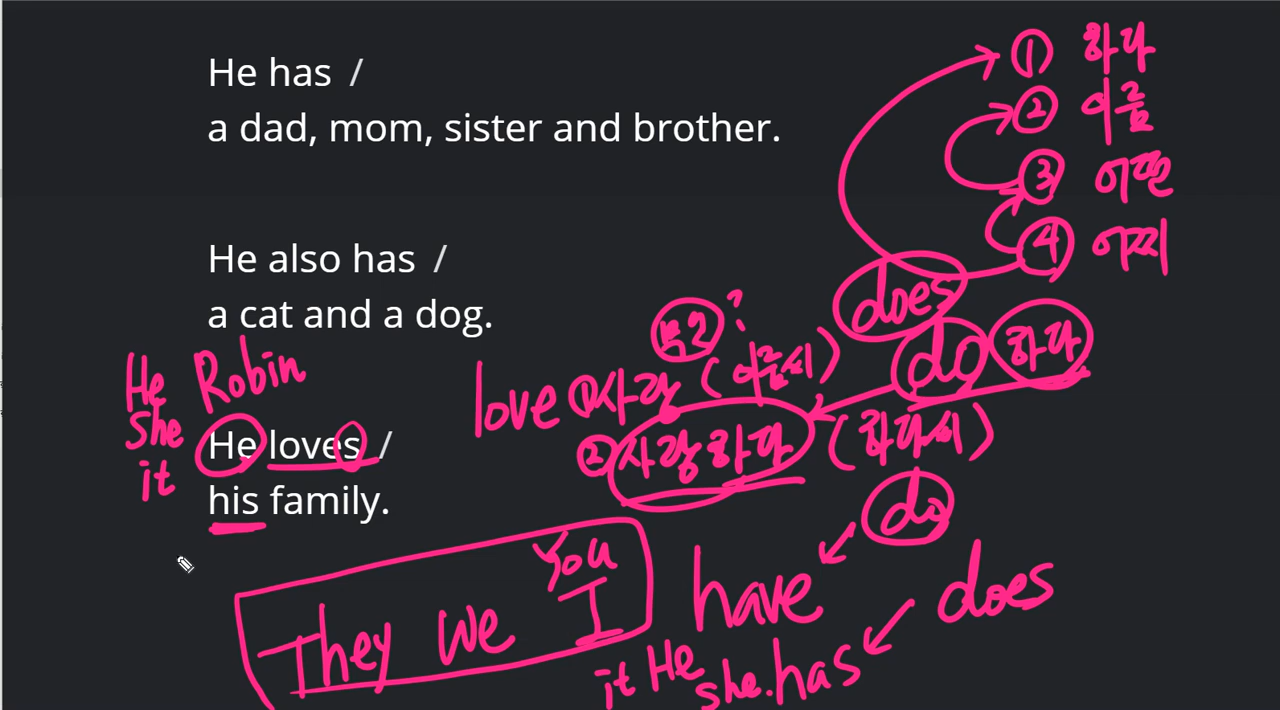 He has /
a dad, mom, sister and brother.
① 하다
② 이름
③ 어떤
④ 어찌
He also has /
a cat and a dog.
does
do 하다
?
love ①사랑 (이름씨)
②사랑하다 (하다씨)
He Robin
She
it
He loves /
his family.
do
You
They We I
have
does
it He she. has